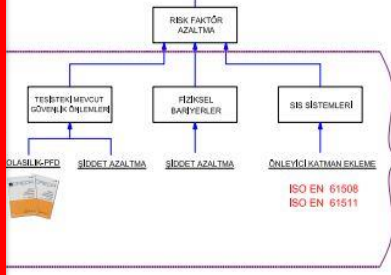 RISK FAKTÖR
AZALTMA
TESİSTEKİ MEVCUT
GÜVENLİK ÖNLEMLERİ
FİZİKSEL
BARİYERLER
SIS SİSTEMLERİ
OLASILIK-PFD
ŞİDDET AZALTMA
ŞİDDET AZALTMA
ÖNLEYİCİ KATMAN EKLEME
ISO EN 61508
ISO EN 61511